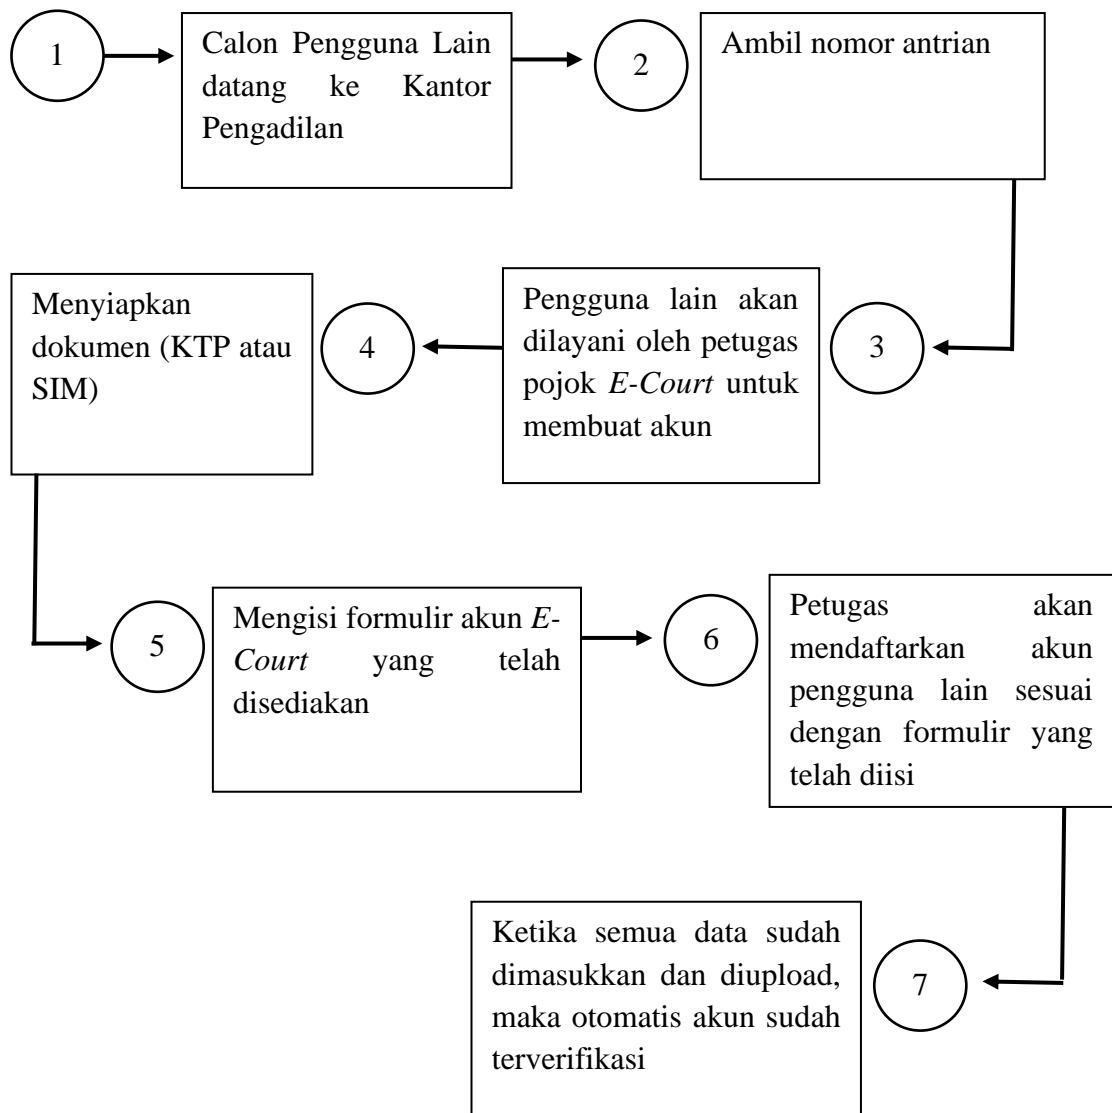 1
Calon Pengguna Lain
datang ke Kantor
Pengadilan
2
Ambil nomor antrian
3
Pengguna lain akan
dilayani oleh petugas
pojok E-Court untuk
membuat akun
4
Menyiapkan
dokumen (KTP atau
SIM)
5
Mengisi formulir akun E-
Court yang telah
disediakan
6
Petugas akan
mendaftarkan akun
pengguna lain sesuai
dengan formulir yang
telah diisi
7
Ketika semua data sudah
dimasukkan dan diupload,
maka otomatis akun sudah
terverifikasi